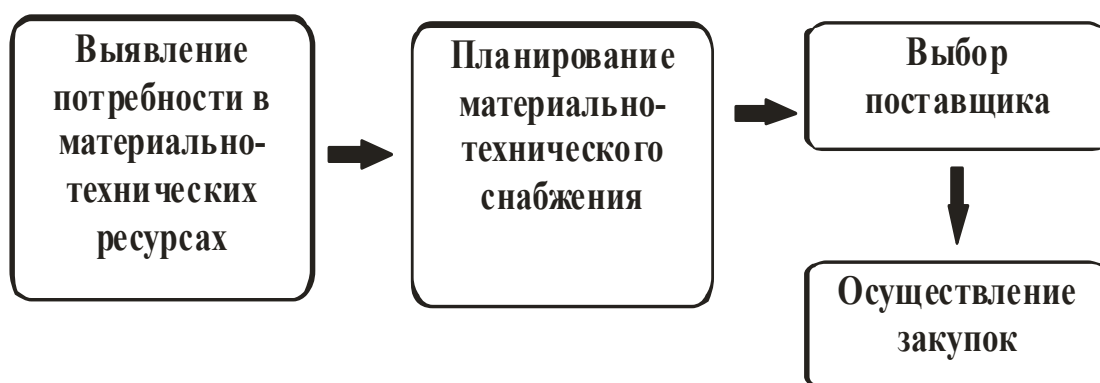 Выявление
потребности в
материально-
технических
ресурсах
Планирование
материально-
технического
снабжения
Выбор
поставщика
Осуществление
закупок